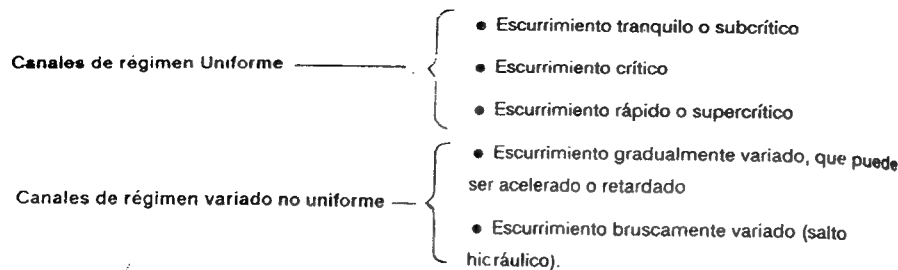 Canales de régimen Uniforme
● Escurrimiento tranquilo o subcrítico
● Escurrimiento crítico
● Escurrimiento rápido o supercrítico
Canales de régimen variado no uniforme
● Escurrimiento gradualmente variado, que puede
ser acelerado o retardado
● Escurrimiento bruscamente variado (salto
hicráulico).